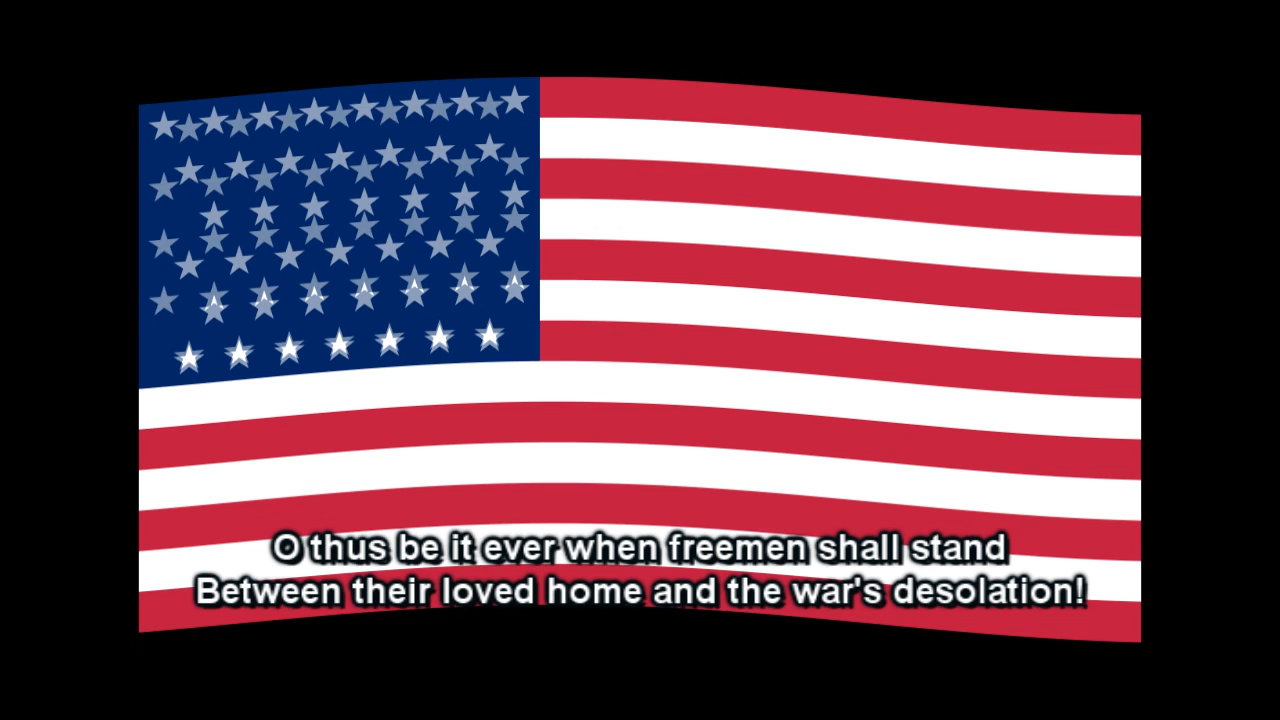 O thus be it ever when freemen shall stand
Between their loved home and the war's desolation!